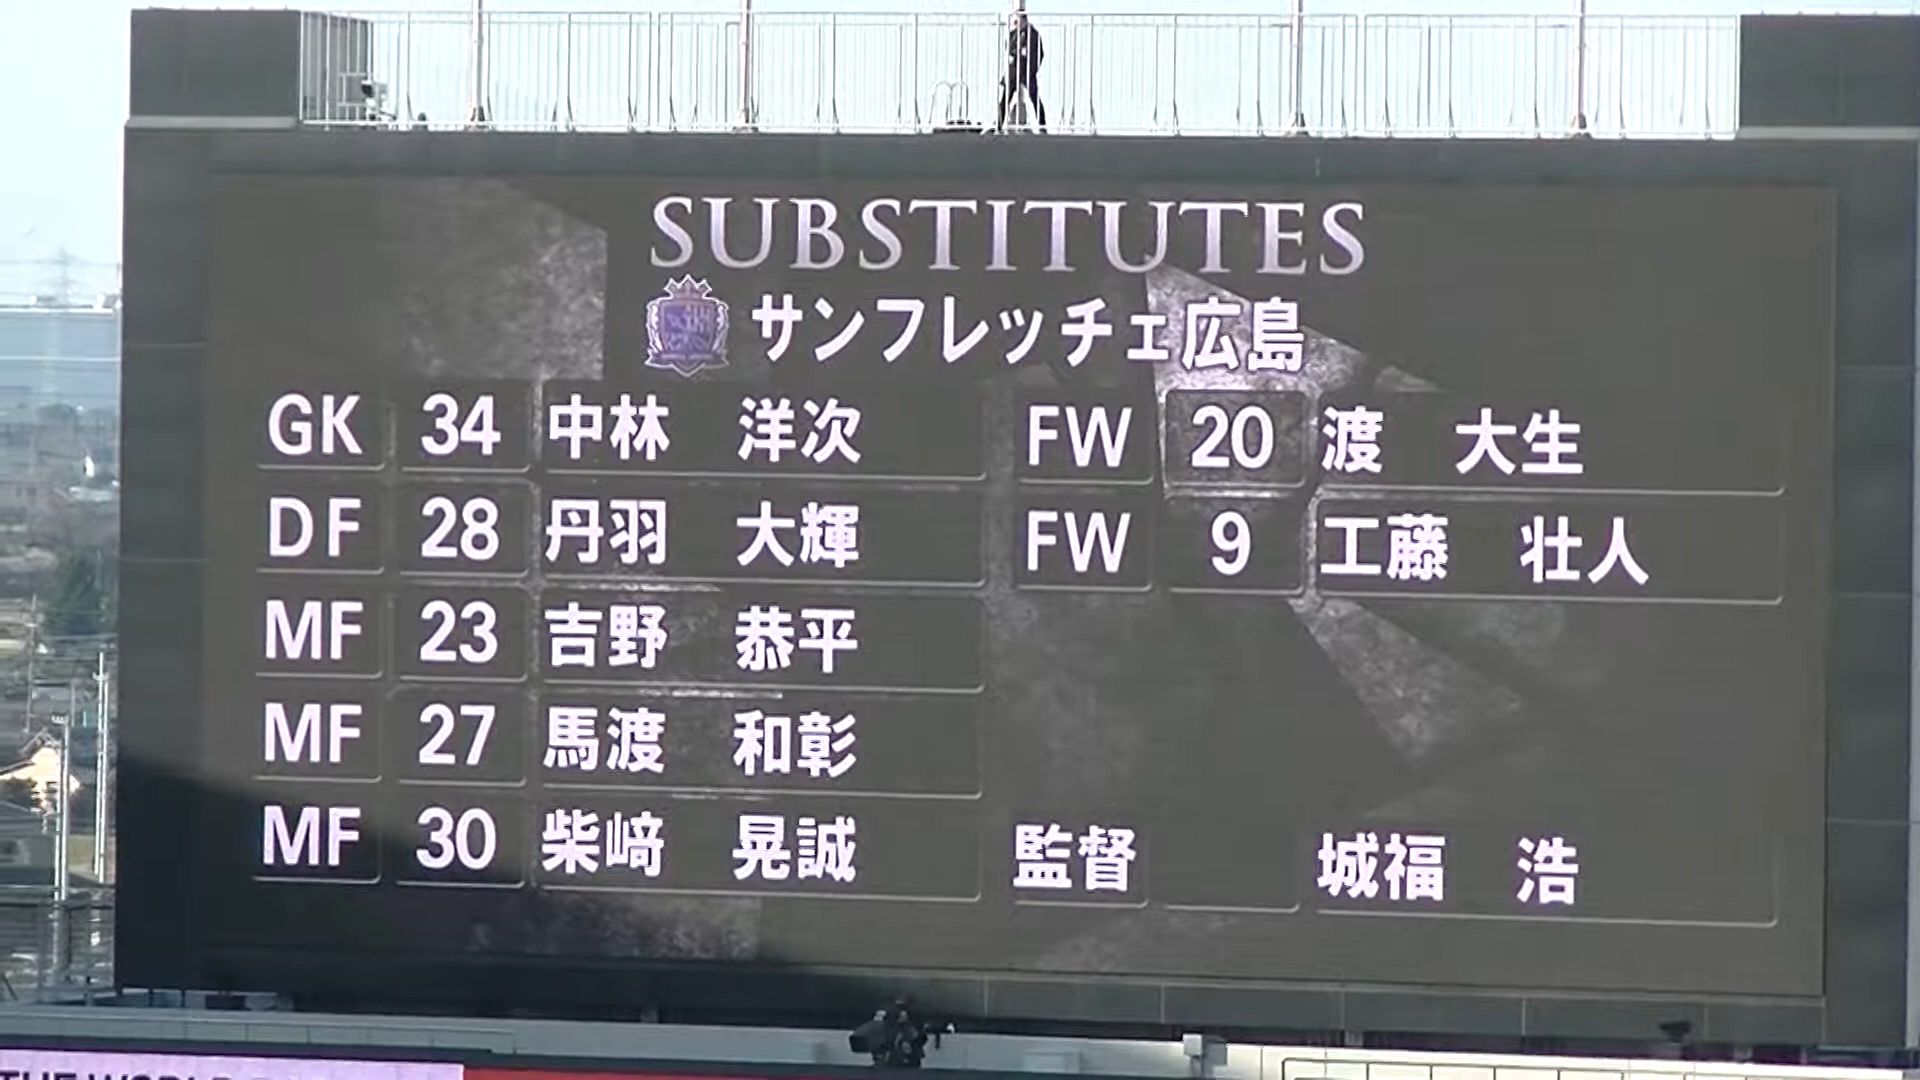 SUBSTITUTES
サンフレッチェ広島
GK 34 中林 洋次
DF 28 丹羽 大輝
MF 23 吉野 恭平
MF 27 馬渡 和彰
MF 30 柴﨑 晃誠
FW 20 渡 大生
FW 9 工藤 壮人
監督 城福 浩
THE WORLD